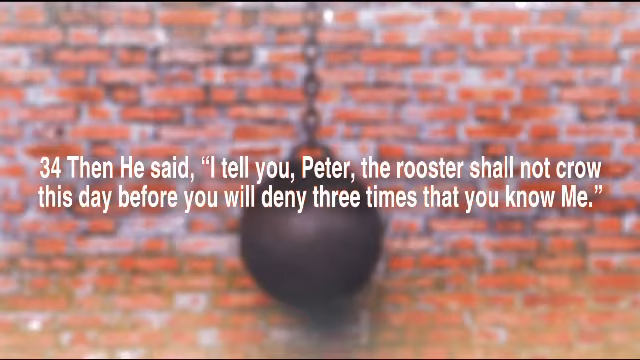 34 Then He said, “I tell you, Peter, the rooster shall not crow
this day before you will deny three times that you know Me.”